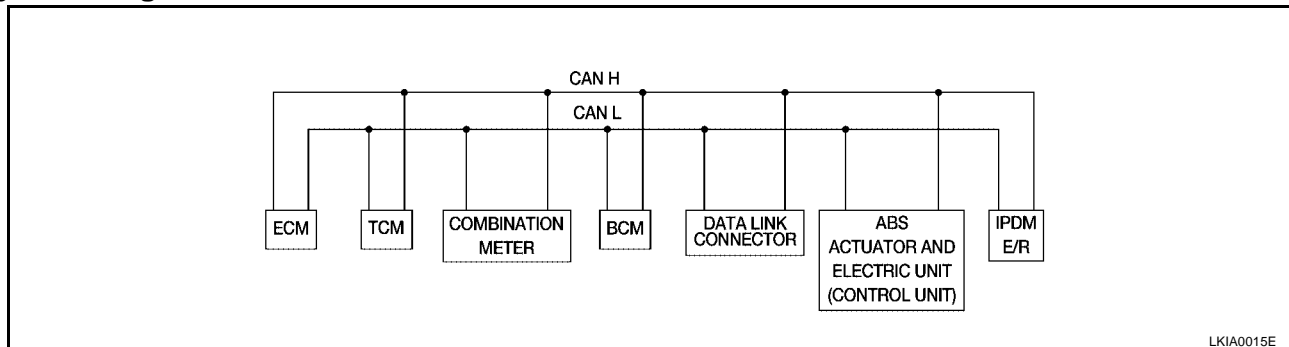 CAN H
CAN L
ECM
TCM
COMBINATION
METER
BCM
DATA LINK
CONNECTOR
ABS
ACTUATOR AND
ELECTRIC UNIT
(CONTROL UNIT)
IPDM
E/R
LKIA0015E